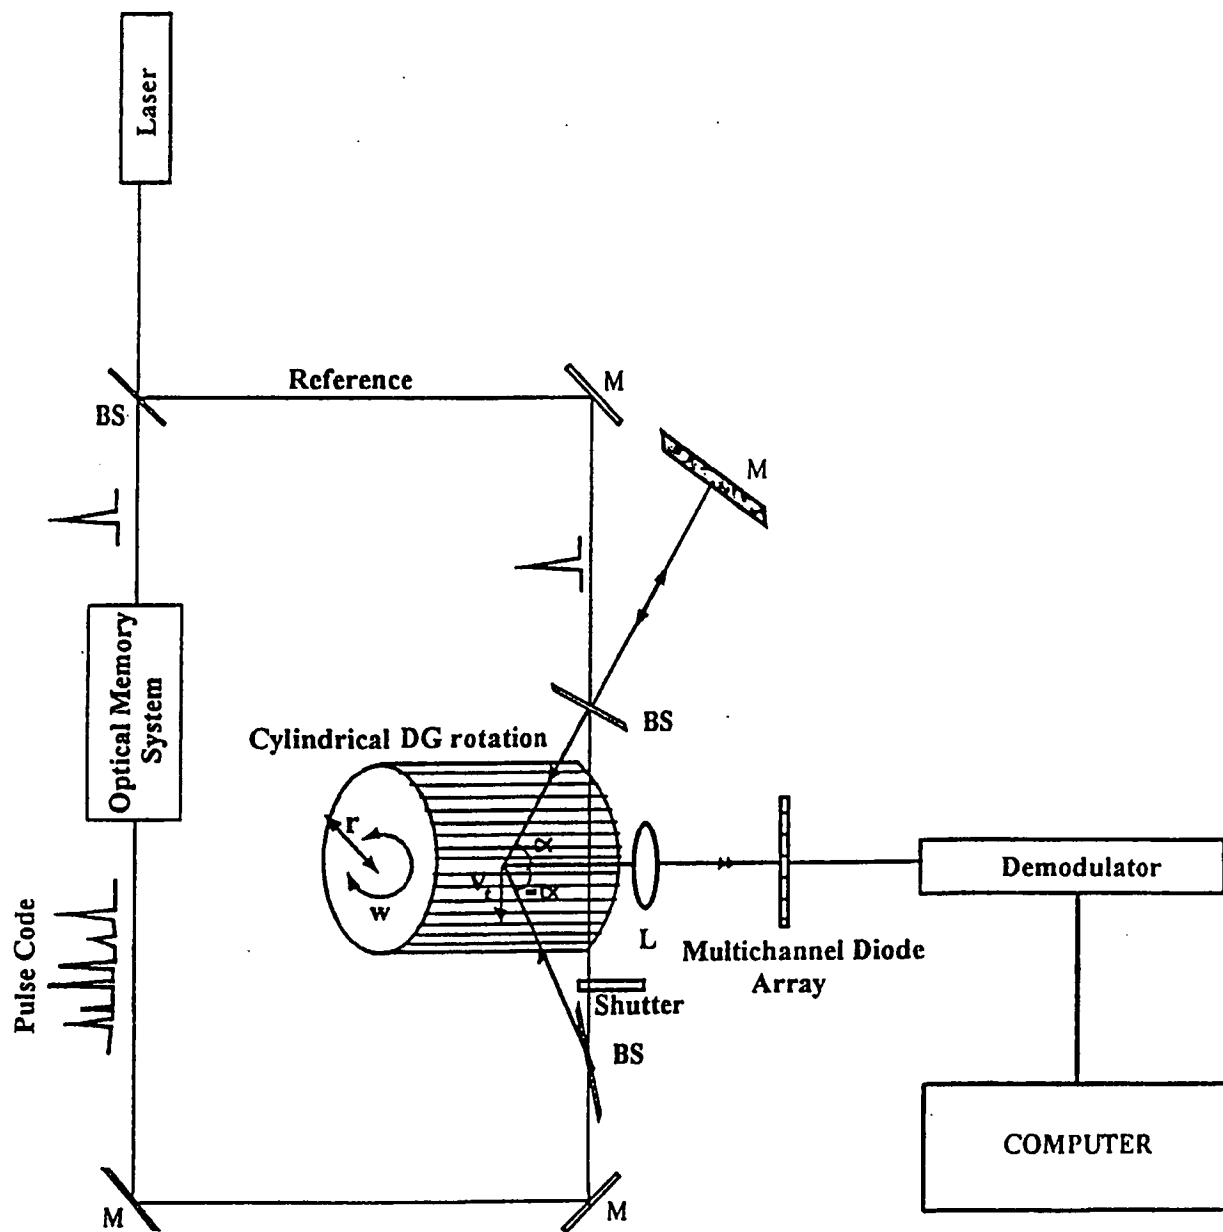 Laser
Reference
M
BS
M
Optical Memory
System
BS
Cylindrical DG rotation
r
w
α
V
-α
L
Demodulator
Multichannel Diode
Array
Pulse Code
Shutter
BS
COMPUTER
M
M